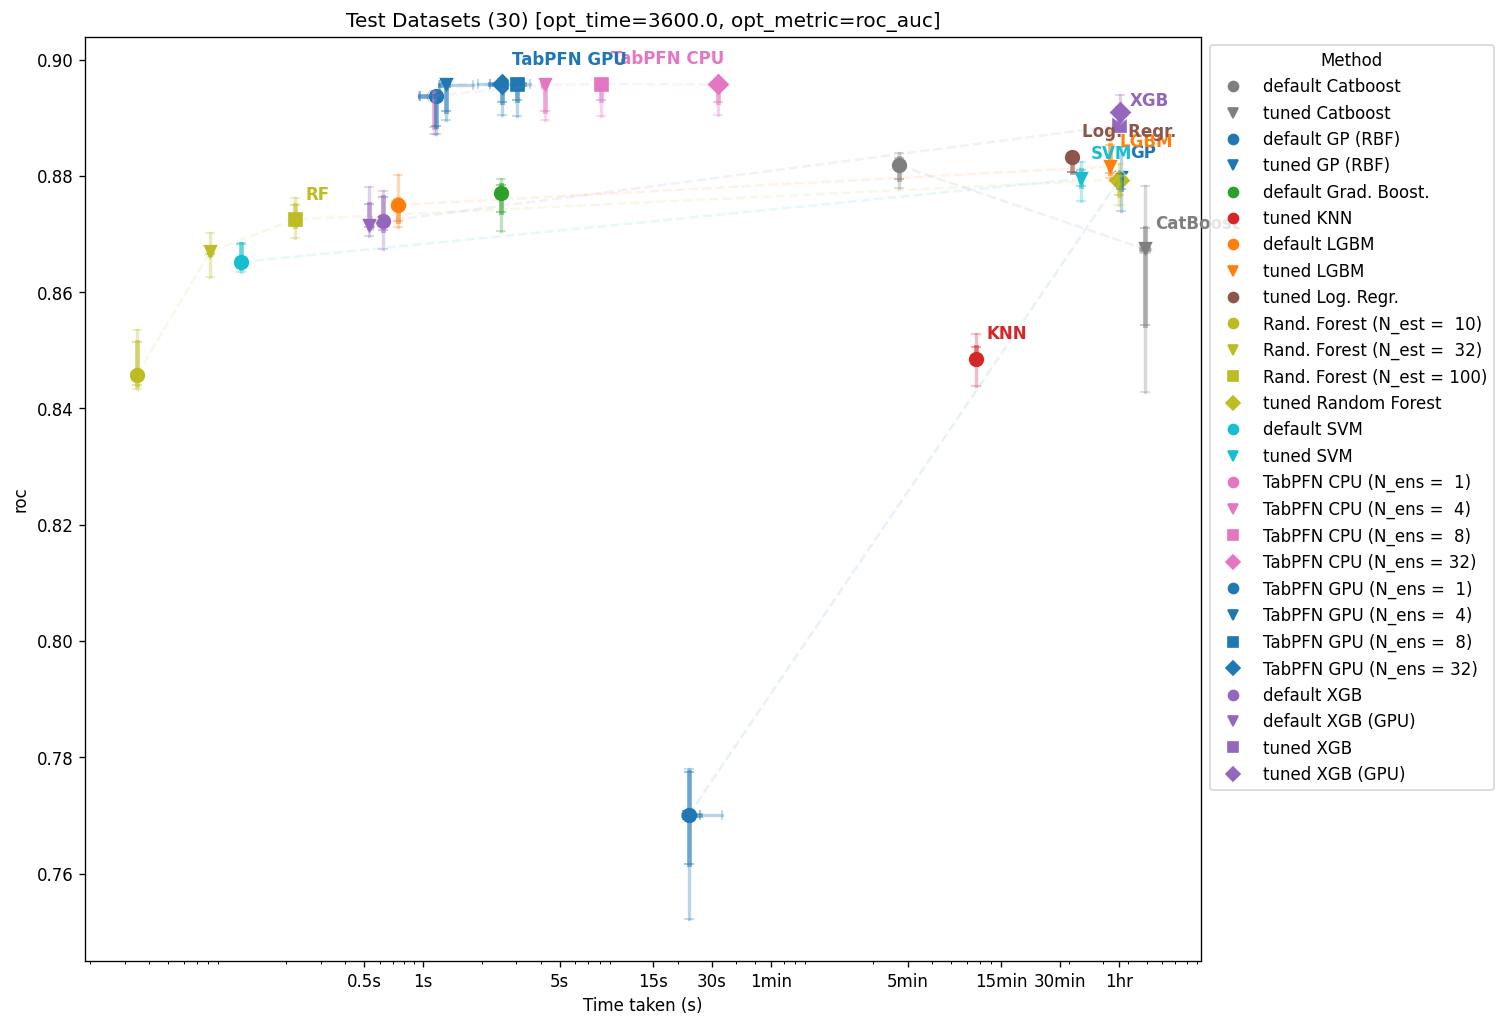 Test Datasets (30) [opt_time=3600.0, opt_metric=roc_auc]
0.90
0.88
0.86
0.84
0.82
0.80
0.78
0.76
roc
TabPFN GPU
TabPFN CPU
XGB
Log. Regr.
LGBM
SVM
GP
RF
CatBoost
KNN
0.5s 1s 5s 15s 30s 1min 5min 15min 30min 1hr
Time taken (s)
Method
default Catboost
tuned Catboost
default GP (RBF)
tuned GP (RBF)
default Grad. Boost.
tuned KNN
default LGBM
tuned LGBM
tuned Log. Regr.
Rand. Forest (N_est =  10)
Rand. Forest (N_est =  32)
Rand. Forest (N_est = 100)
tuned Random Forest
default SVM
tuned SVM
TabPFN CPU (N_ens =  1)
TabPFN CPU (N_ens =  4)
TabPFN CPU (N_ens =  8)
TabPFN CPU (N_ens = 32)
TabPFN GPU (N_ens =  1)
TabPFN GPU (N_ens =  4)
TabPFN GPU (N_ens =  8)
TabPFN GPU (N_ens = 32)
default XGB
default XGB (GPU)
tuned XGB
tuned XGB (GPU)